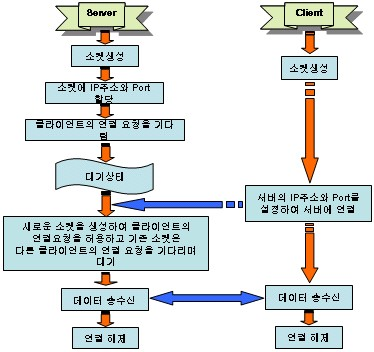 Server
Client
소켓생성
소켓생성
소켓에 IP주소와 Port
할당
클라이언트의 연결 요청을 기다
림
대기상태
서버의 IP주소와 Port를
설정하여 서버에 연결
새로운 소켓을 생성하여 클라이언트의
연결요청을 허용하고 기존 소켓은
다른 클라이언트의 연결 요청을 기다리며
대기
데이터 송수신
데이터 송수신
연결 해제
연결 해제